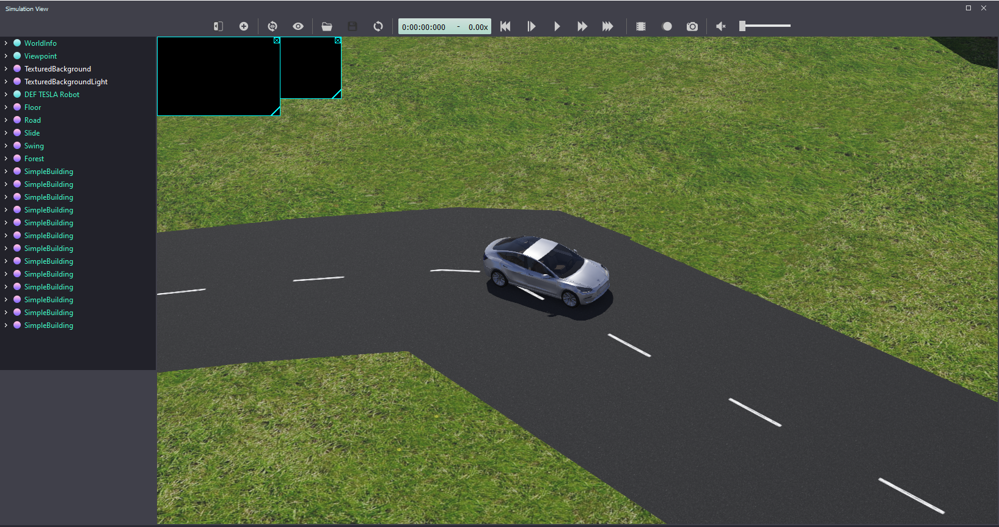 Simulation View
0:00:00:000 - 0.00x
WorldInfo
Viewpoint
TexturedBackground
TexturedBackgroundLight
DEF TESLA Robot
Floor
Road
Slide
Swing
Forest
SimpleBuilding
SimpleBuilding
SimpleBuilding
SimpleBuilding
SimpleBuilding
SimpleBuilding
SimpleBuilding
SimpleBuilding
SimpleBuilding
SimpleBuilding
SimpleBuilding
SimpleBuilding
SimpleBuilding